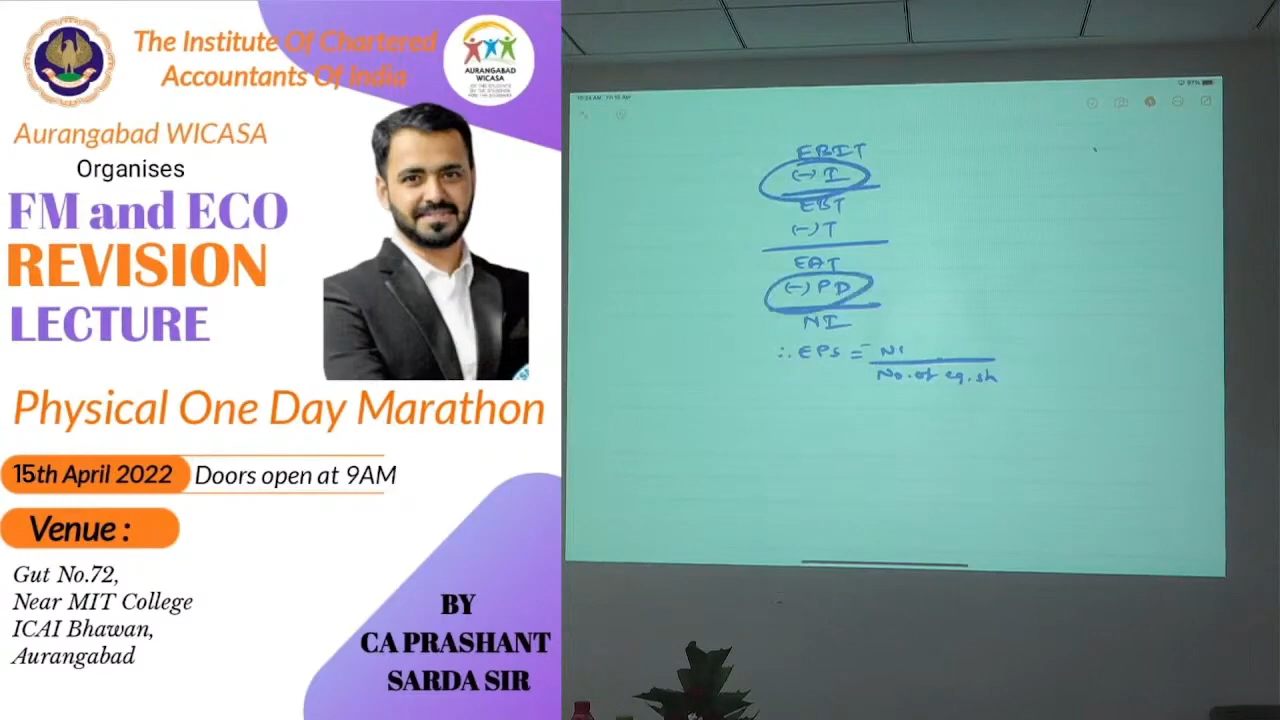 The Institute Of Chartered
Accountants Of India
AURANGABAD
WICASA
Aurangabad WICASA
Organises
FM and ECO
REVISION
LECTURE
Physical One Day Marathon
15th April 2022 Doors open at 9AM
Venue :
Gut No.72,
Near MIT College
ICAI Bhawan,
Aurangabad
BY
CA PRASHANT
SARDA SIR
97%
EBIT
(-) I
EBT
(-) T
EAT
(-) PD
NI
∴ EPS = NI
No. of eq. sh